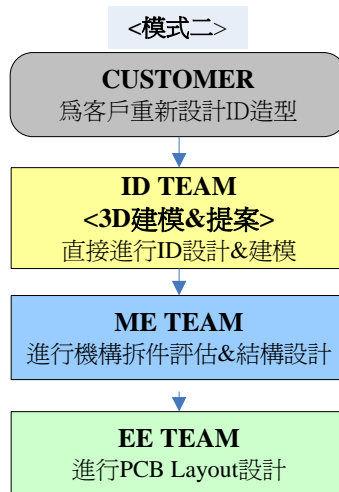 <模式二>
CUSTOMER
爲客戶重新設計ID造型
ID TEAM
<3D建模&提案>
直接進行ID設計&建模
ME TEAM
進行機構拆件評估&結構設計
EE TEAM
進行PCB Layout設計